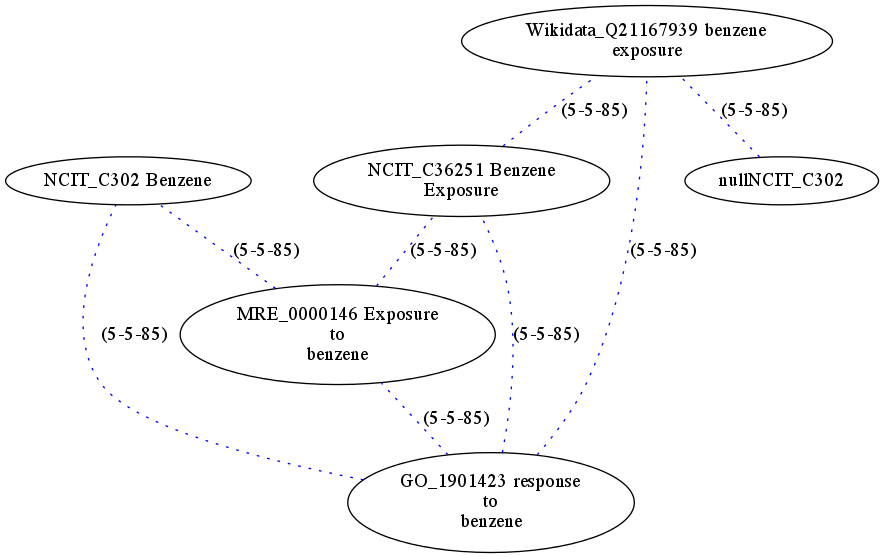 Wikidata_Q21167939 benzene
exposure
(5-5-85)
(5-5-85)
NCIT_C302 Benzene
NCIT_C36251 Benzene
Exposure
nullNCIT_C302
(5-5-85)
(5-5-85)
(5-5-85)
MRE_0000146 Exposure
to
benzene
(5-5-85)
(5-5-85)
(5-5-85)
GO_1901423 response
to
benzene